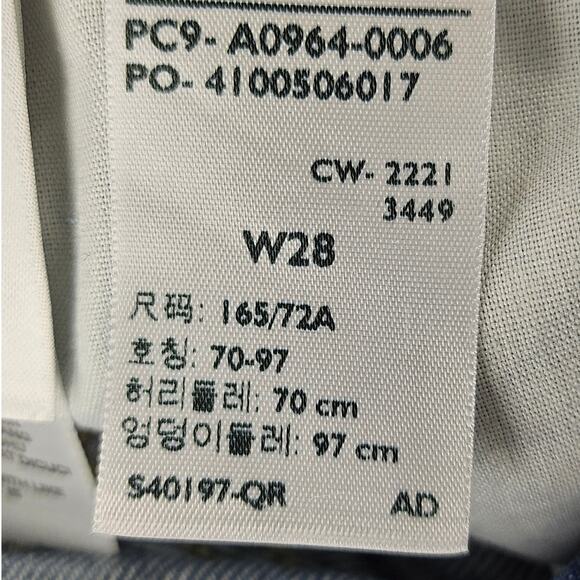 PC9- A0964-0006
PO- 4100506017
CW- 2221
3449
W28
尺码: 165/72A
호칭: 70-97
허리둘레: 70 cm
엉덩이둘레: 97 cm
S40197-QR AD